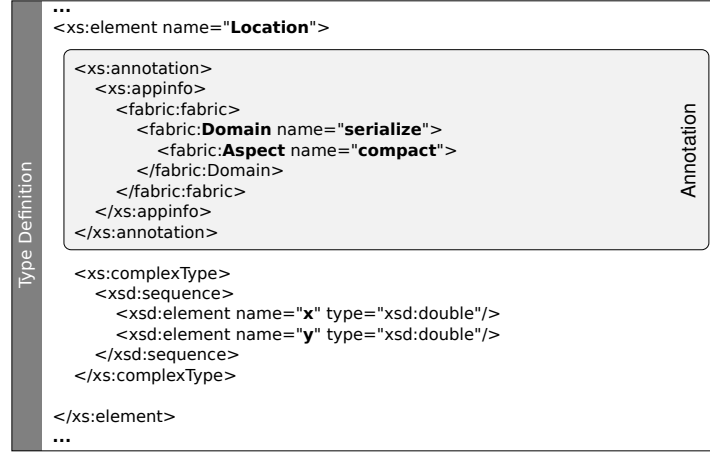 ...
<xs:element name="Location">
<xs:annotation>
<xs:appinfo>
<fabric:fabric>
<fabric:Domain name="serialize">
<fabric:Aspect name="compact">
</fabric:Domain>
</fabric:fabric>
</xs:appinfo>
</xs:annotation>
Annotation
<xs:complexType>
<xsd:sequence>
<xsd:element name="x" type="xsd:double"/>
<xsd:element name="y" type="xsd:double"/>
</xsd:sequence>
</xs:complexType>
</xs:element>
...
Type Definition